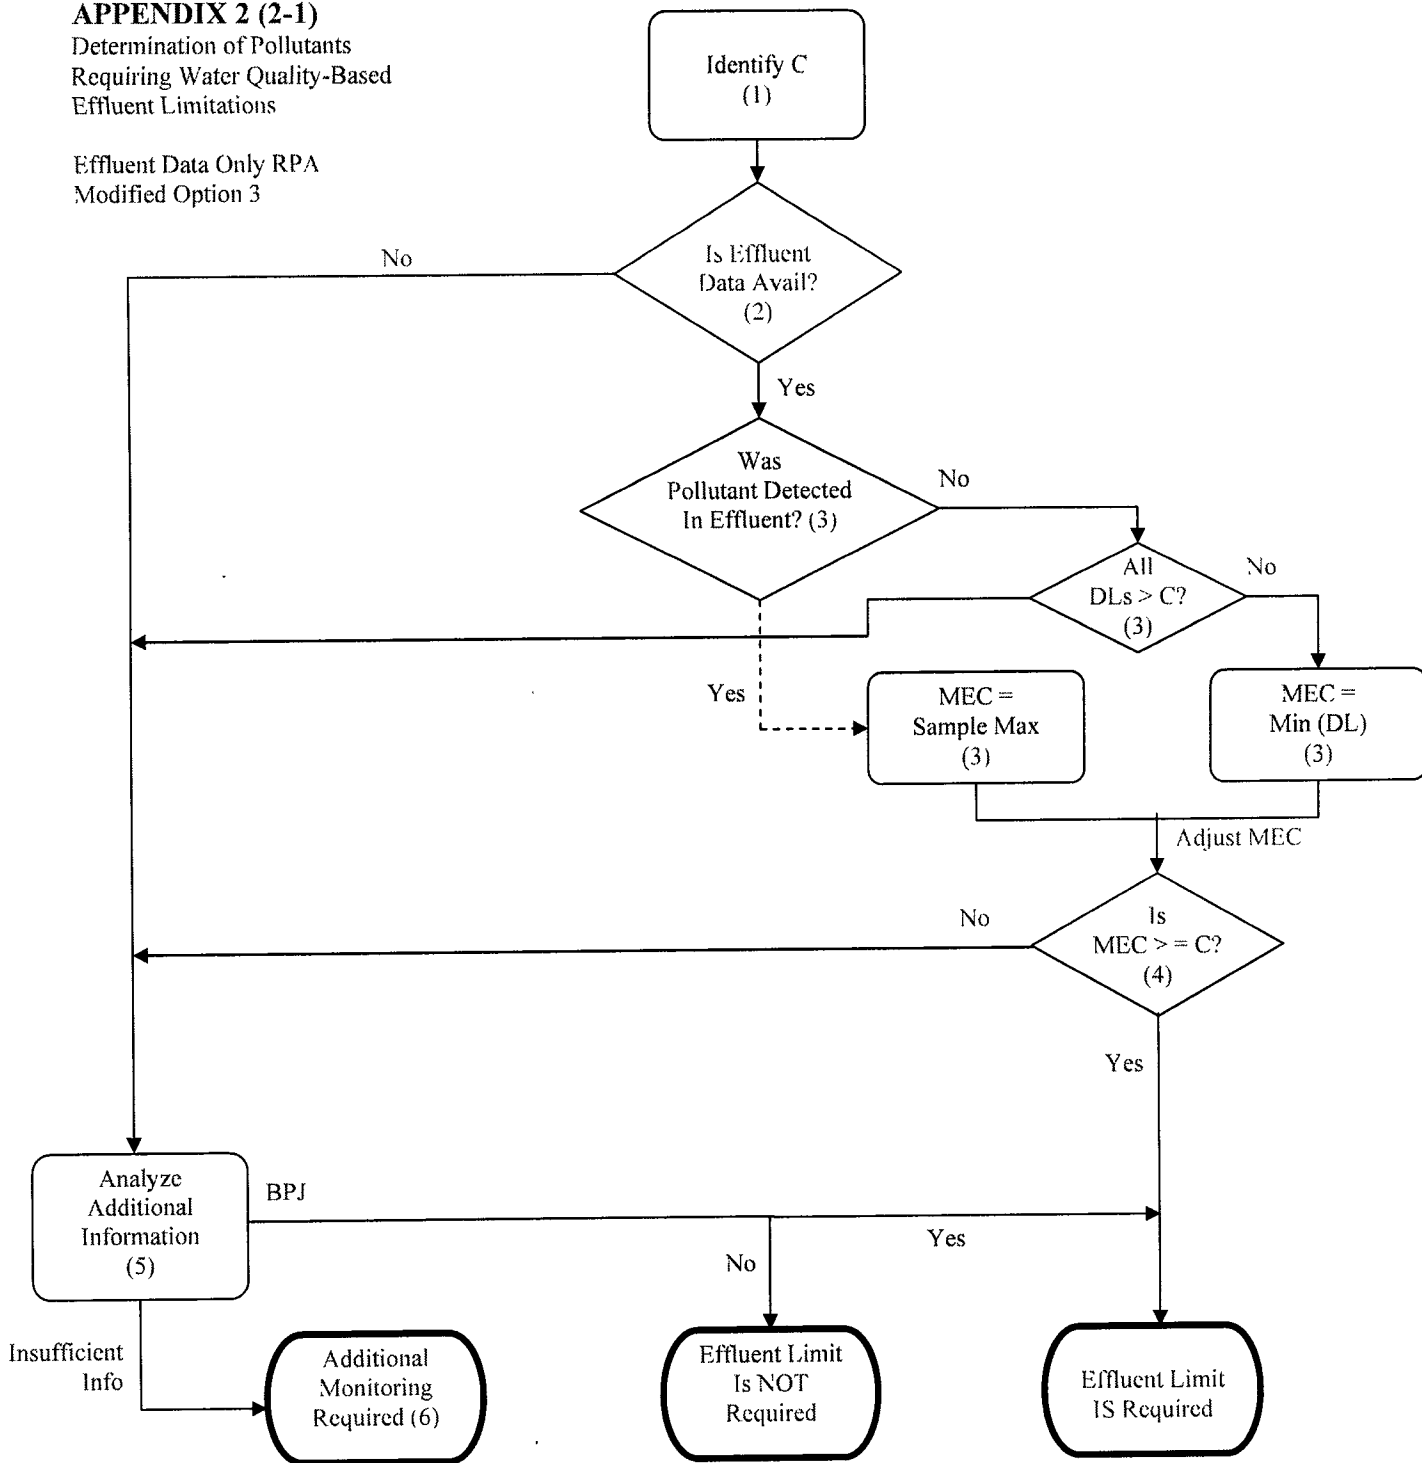 APPENDIX 2 (2-1)
Determination of Pollutants
Requiring Water Quality-Based
Effluent Limitations
Effluent Data Only RPA
Modified Option 3
Identify C
(1)
No
Is Effluent
Data Avail?
(2)
Yes
Was
Pollutant Detected
In Effluent? (3)
No
All
DLs > C?
(3)
No
Yes
MEC =
Sample Max
(3)
MEC =
Min (DL)
(3)
Adjust MEC
No
Is
MEC > = C?
(4)
Yes
Analyze
Additional
Information
(5)
BPJ
Yes
No
Insufficient
Info
Additional
Monitoring
Required (6)
Effluent Limit
Is NOT
Required
Effluent Limit
IS Required